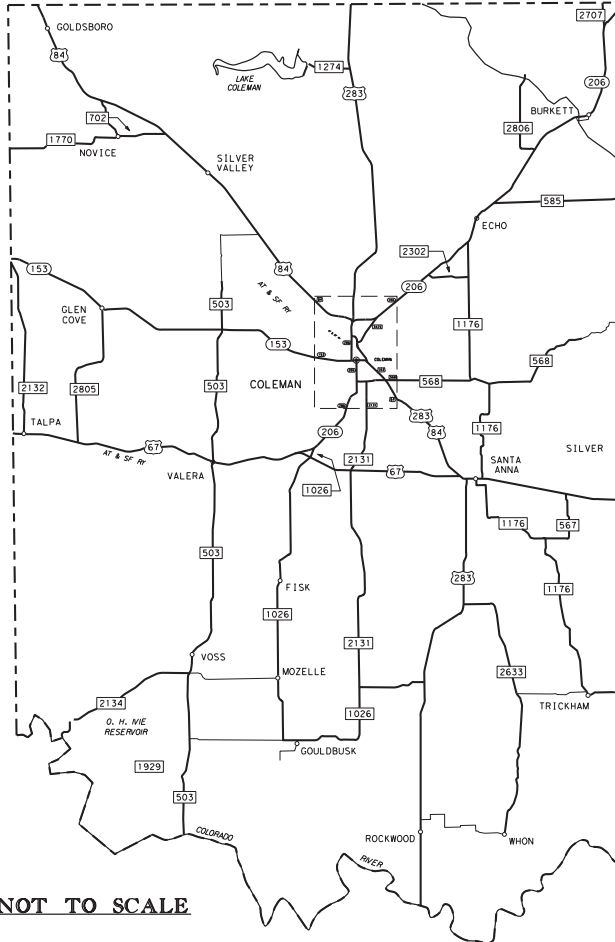 2707
GOLDSBORO
84
206
LAKE
COLEMAN
1274
283
BURKETT
702
2806
1770
NOVICE
SILVER
VALLEY
585
ECHO
2302
153
84
206
AT & SF RY
503
GLEN
COVE
1176
153
568
COLEMAN
2132
2805
503
COLEMAN
568
283
1176
TALPA
206
84
67
SILVER
AT & SF RY
2131
SANTA
ANNA
VALERA
67
1026
1176
567
503
283
1176
FISK
1026
2131
VOSS
MOZELLE
2633
2134
TRICKHAM
O. H. IVIE
RESERVOIR
1026
GOULDBUSK
1929
503
COLORADO
ROCKWOOD
WHON
RIVER
NOT TO SCALE